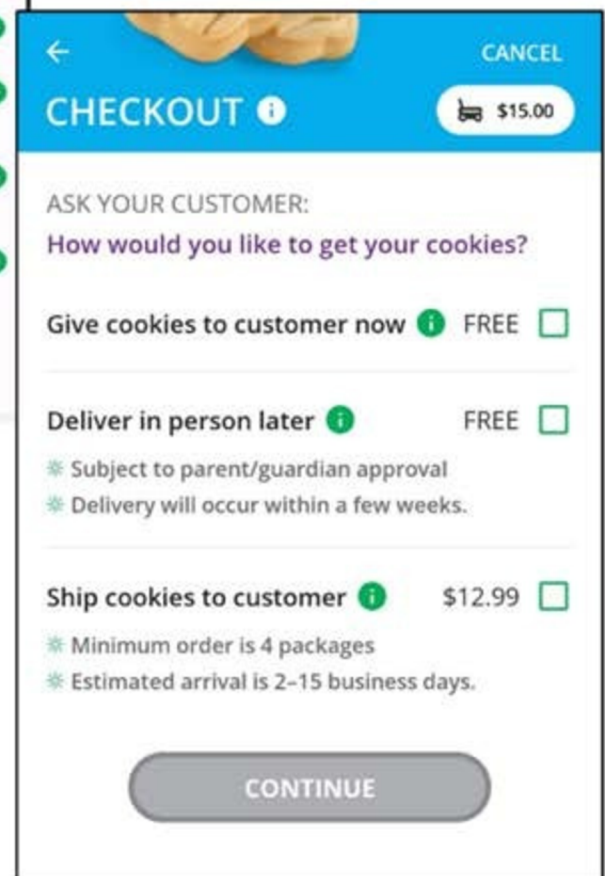 CANCEL
CHECKOUT
$15.00
ASK YOUR CUSTOMER:
How would you like to get your cookies?
Give cookies to customer now FREE
Deliver in person later FREE
Subject to parent/guardian approval
Delivery will occur within a few weeks.
Ship cookies to customer $12.99
Minimum order is 4 packages
Estimated arrival is 2–15 business days.
CONTINUE